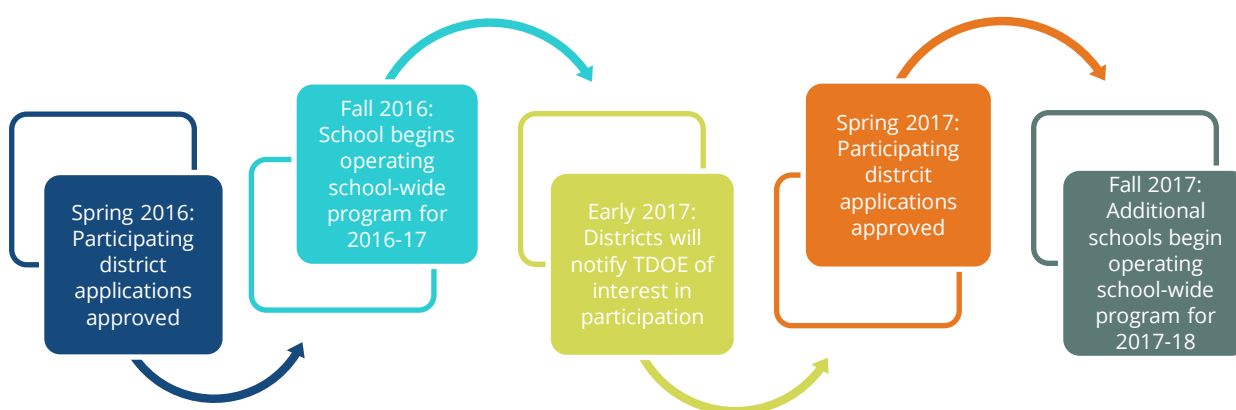 Spring 2016:
Participating
district
applications
approved
Fall 2016:
School begins
operating
school-wide
program for
2016-17
Early 2017:
Districts will
notify TDOE of
interest in
participation
Spring 2017:
Participating
distrcit
applications
approved
Fall 2017:
Additional
schools begin
operating
school-wide
program for
2017-18